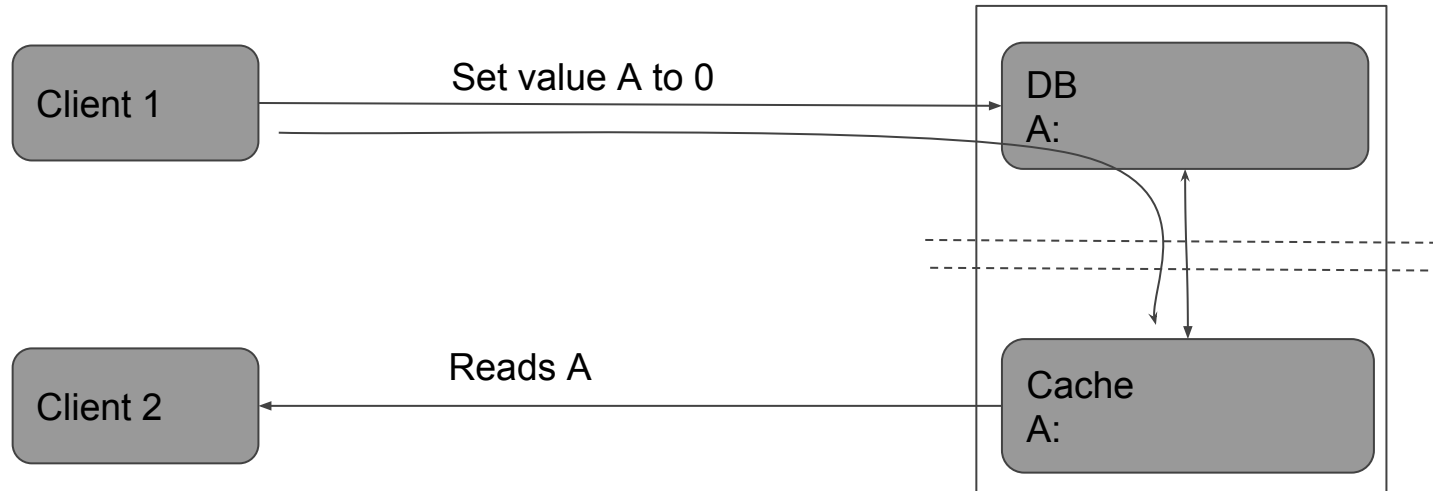 Client 1
Set value A to 0
DB
A:
Reads A
Client 2
Cache
A: